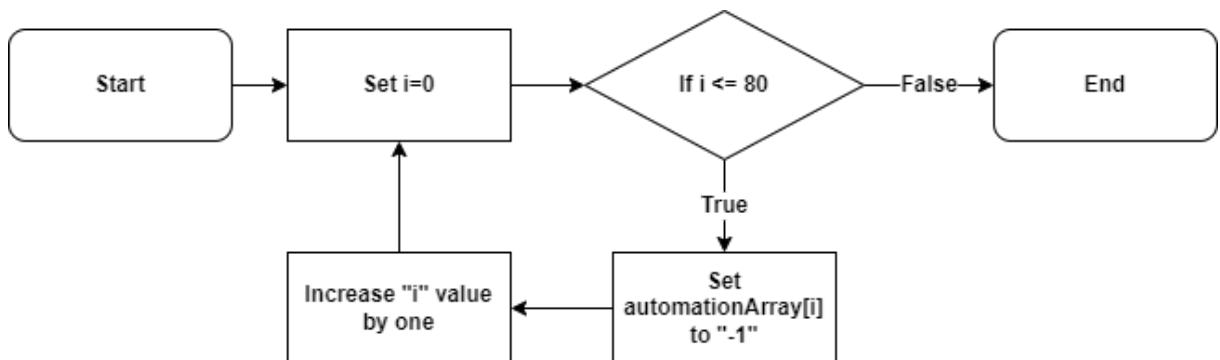 Start
Set i=0
If i <= 80
False
End
True
Increase "i" value
by one
Set
automationArray[i]
to "-1"